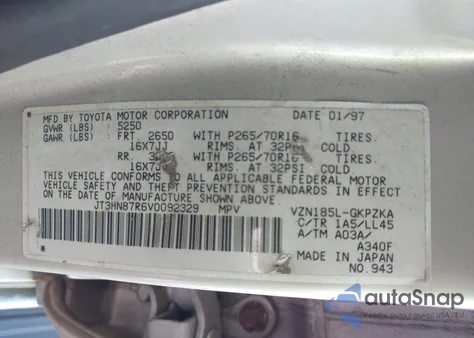 MFD.BY TOYOTA MOTOR CORPORATION DATE 01/97
GVWR (LBS) : 5250
GAWR (LBS) : FRT. 2650 WITH P265/70R16 TIRES.
16X7JJ RIMS. AT 32PSI COLD
RR. WITH P265/70R16 TIRES.
16X7JJ RIMS. AT 32PSI COLD
THIS VEHICLE CONFORMS TO ALL APPLICABLE FEDERAL MOTOR
VEHICLE SAFETY AND THEFT PREVENTION STANDARDS IN
EFFECT ON THE DATE OF MANUFACTURE SHOWN ABOVE.
JT3HN87R6V0092329 MPV VZN185L-GKPZKA
C/TR 1A5/LL45
A/TM A03A/
A340F
MADE IN JAPAN
NO.943
autoSnap